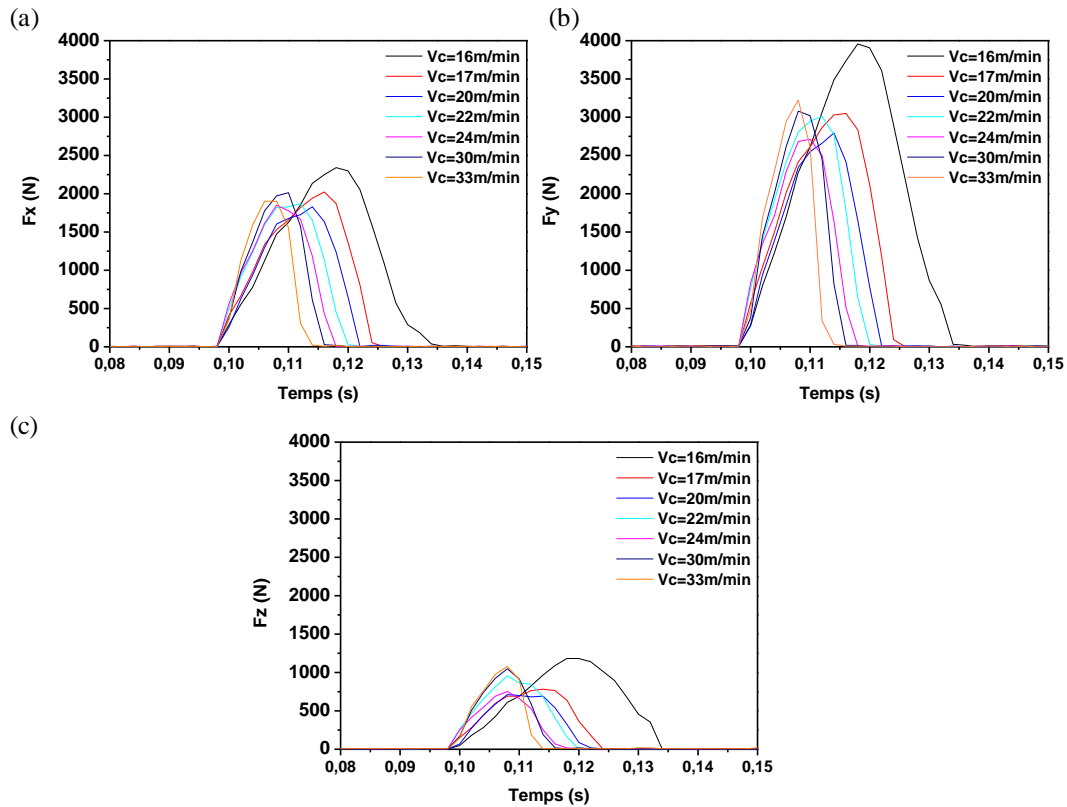 (a)
4000
3500
3000
2500
2000
1500
1000
500
0
Fx (N)
0,08 0,09 0,10 0,11 0,12 0,13 0,14 0,15
Temps (s)
Vc=16m/min
Vc=17m/min
Vc=20m/min
Vc=22m/min
Vc=24m/min
Vc=30m/min
Vc=33m/min
(b)
4000
3500
3000
2500
2000
1500
1000
500
0
Fy (N)
0,08 0,09 0,10 0,11 0,12 0,13 0,14 0,15
Temps (s)
Vc=16m/min
Vc=17m/min
Vc=20m/min
Vc=22m/min
Vc=24m/min
Vc=30m/min
Vc=33m/min
(c)
4000
3500
3000
2500
2000
1500
1000
500
0
Fz (N)
0,08 0,09 0,10 0,11 0,12 0,13 0,14 0,15
Temps (s)
Vc=16m/min
Vc=17m/min
Vc=20m/min
Vc=22m/min
Vc=24m/min
Vc=30m/min
Vc=33m/min